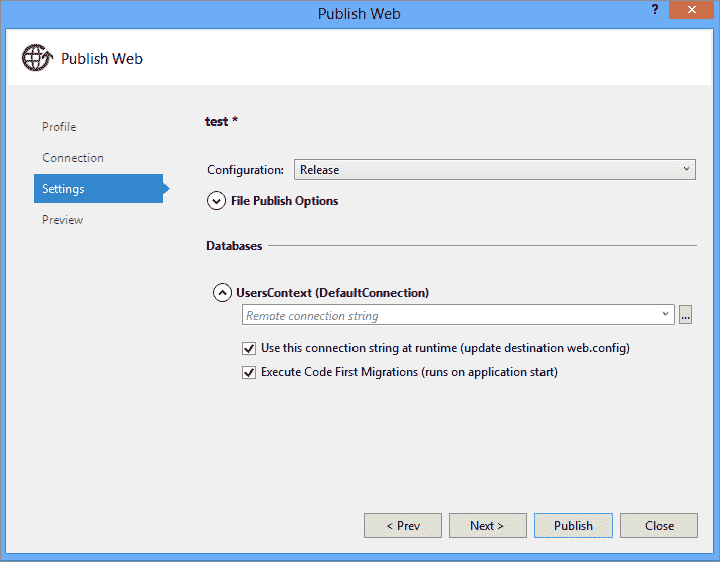 Publish Web
?
Publish Web
Profile
Connection
Settings
Preview
test *
Configuration: Release
File Publish Options
Databases
UsersContext (DefaultConnection)
Remote connection string
...
Use this connection string at runtime (update destination web.config)
Execute Code First Migrations (runs on application start)
< Prev Next > Publish Close